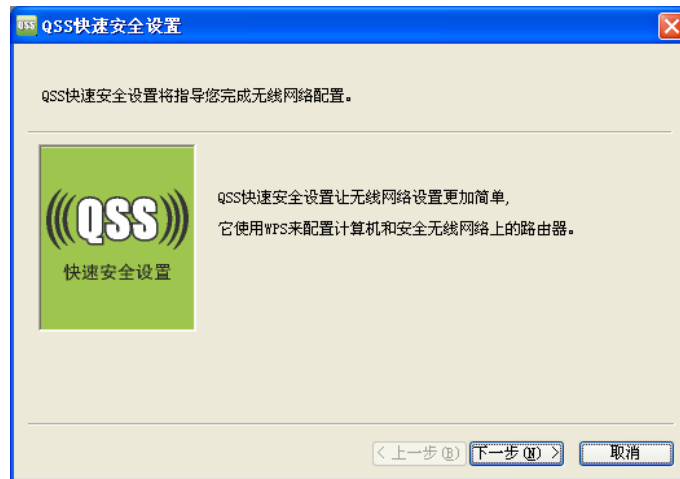 QSS QSS快速安全设置
QSS快速安全设置将指导您完成无线网络配置。
(((QSS)))
快速安全设置
QSS快速安全设置让无线网络设置更加简单,
它使用WPS来配置计算机和安全无线网络上的路由器。
< 上一步(B) 下一步(N) > 取消